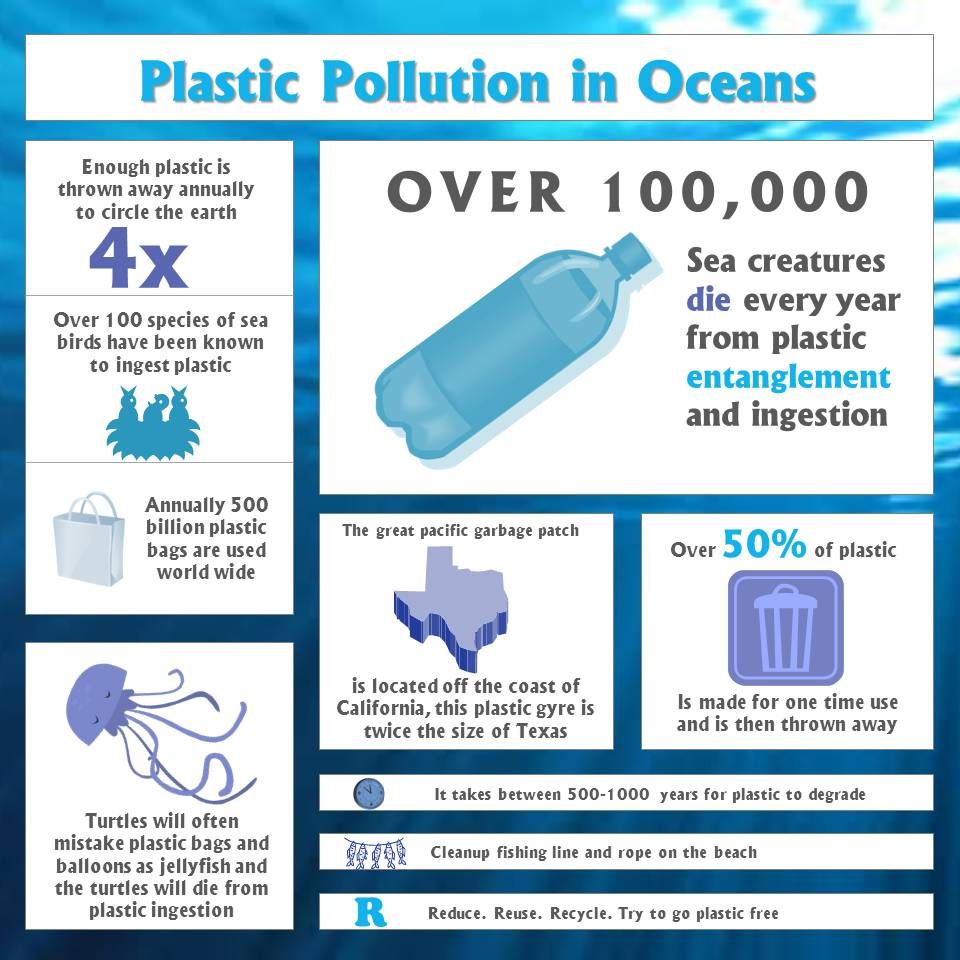 Plastic Pollution in Oceans
Enough plastic is
thrown away annually
to circle the earth
4x
Over 100 species of sea
birds have been known
to ingest plastic
Annually 500
billion plastic
bags are used
world wide
Turtles will often
mistake plastic bags and
balloons as jellyfish and
the turtles will die from
plastic ingestion
OVER 100,000
Sea creatures
die every year
from plastic
entanglement
and ingestion
The great pacific garbage patch
is located off the coast of
California, this plastic gyre is
twice the size of Texas
Over 50% of plastic
Is made for one time use
and is then thrown away
It takes between 500-1000 years for plastic to degrade
Cleanup fishing line and rope on the beach
R Reduce. Reuse. Recycle. Try to go plastic free